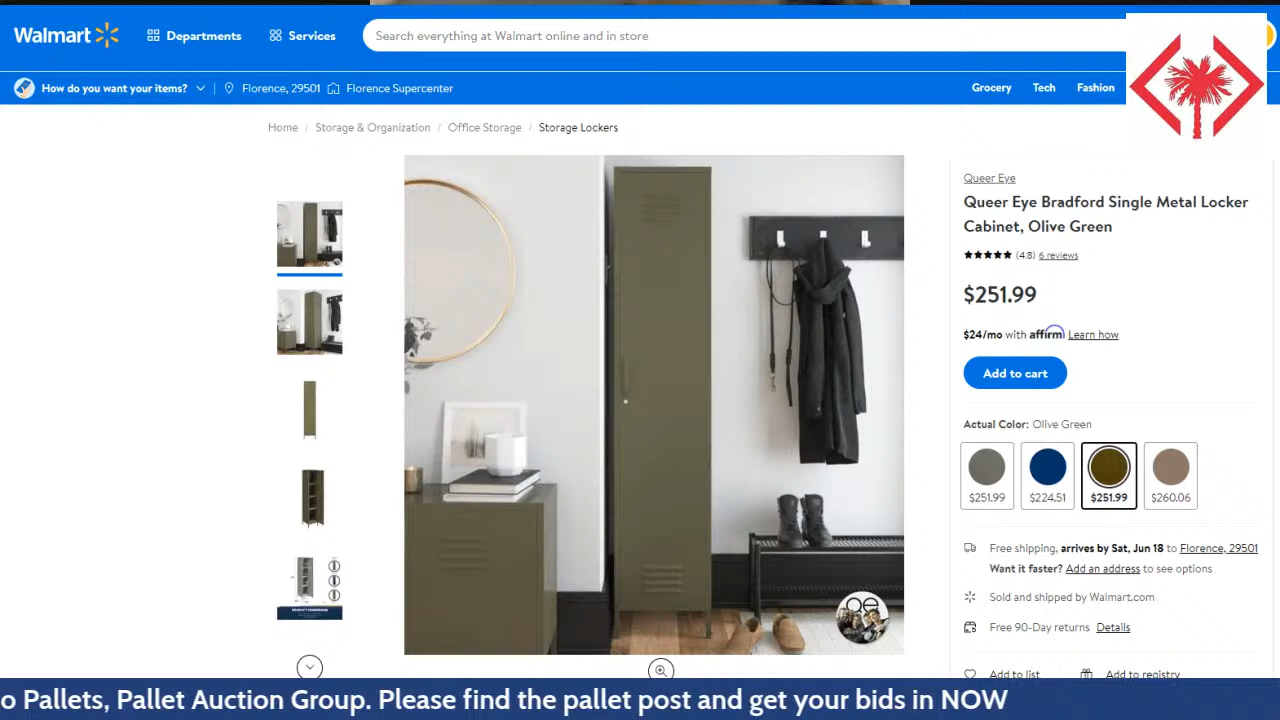 Walmart
Departments
Services
Search everything at Walmart online and in store
How do you want your items?
Florence, 29501
Florence Supercenter
Grocery
Tech
Fashion
Home / Storage & Organization / Office Storage / Storage Lockers
Queer Eye
Queer Eye Bradford Single Metal Locker
Cabinet, Olive Green
(4.8) 6 reviews
$251.99
$24/mo with affirm Learn how
Add to cart
Actual Color: Olive Green
$251.99
$224.51
$251.99
$260.06
Free shipping, arrives by Sat, Jun 18 to Florence, 29501
Want it faster? Add an address to see options
Sold and shipped by Walmart.com
Free 90-Day returns Details
Add to list
Add to registry
qe
o Pallets, Pallet Auction Group. Please find the pallet post and get your bids in NOW